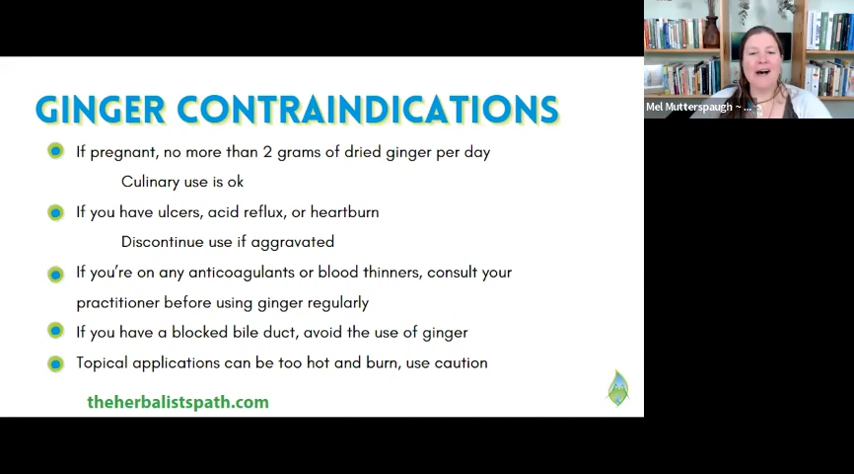 GINGER CONTRAINDICATIONS
If pregnant, no more than 2 grams of dried ginger per day
Culinary use is ok
If you have ulcers, acid reflux, or heartburn
Discontinue use if aggravated
If you're on any anticoagulants or blood thinners, consult your
practitioner before using ginger regularly
If you have a blocked bile duct, avoid the use of ginger
Topical applications can be too hot and burn, use caution
theherbalistspath.com
Mel Mutterspaugh ~ ...